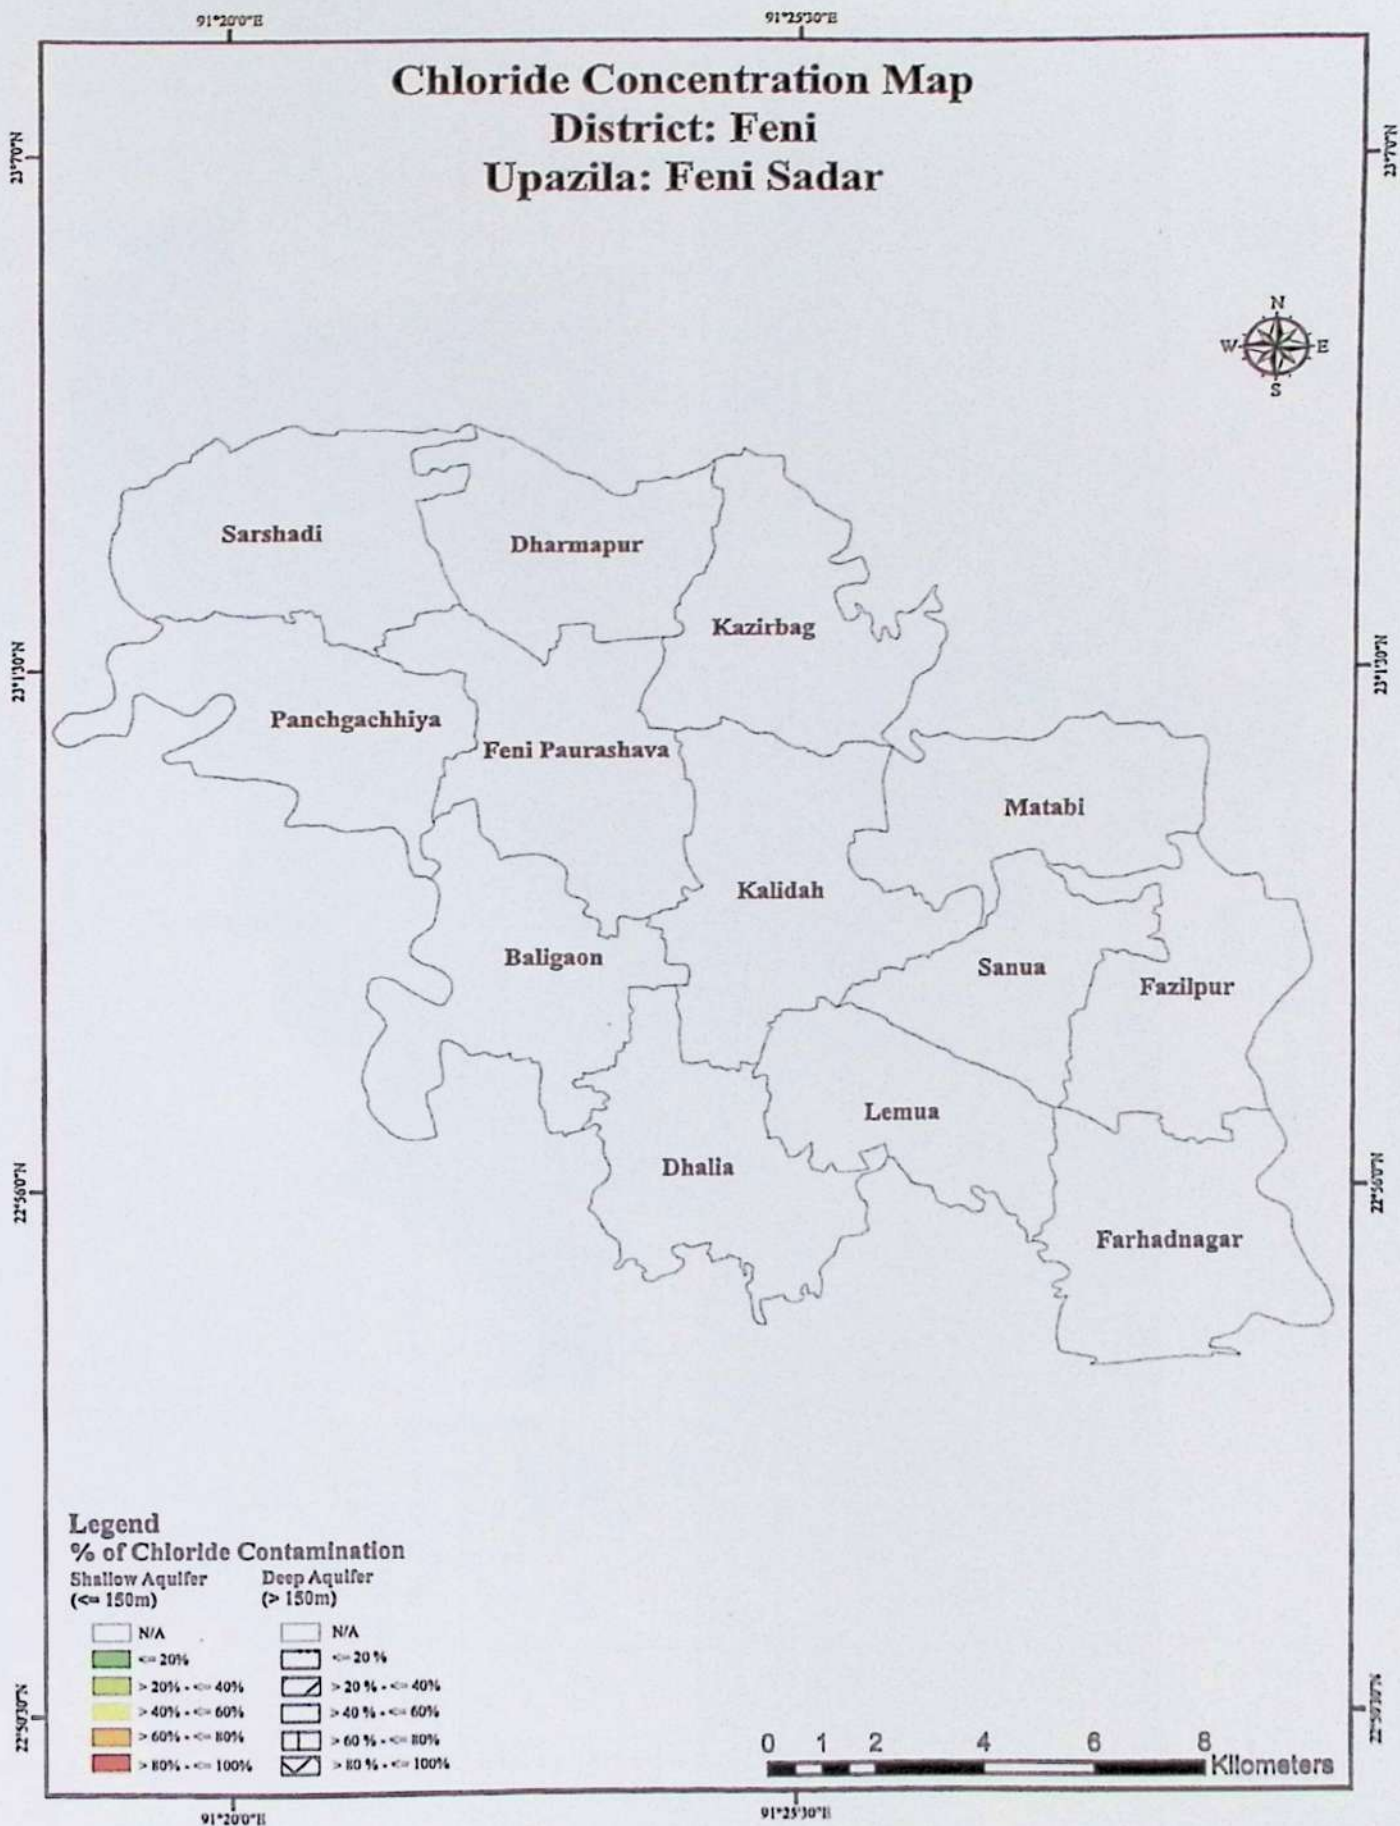 91°20'0"E
91°25'30"E
Chloride Concentration Map
District: Feni
Upazila: Feni Sadar
23°7'0"N
23°7'0"N
N
W
E
S
Sarshadi
Dharmapur
Kazirbag
23°1'30"N
23°1'30"N
Panchgachhiya
Feni Paurashava
Matabi
Kalidah
Baligaon
Sanua
Fazilpur
Lemua
Dhalia
22°56'0"N
22°56'0"N
Farhadnagar
Legend
% of Chloride Contamination
Shallow Aquifer
(<= 150m)
Deep Aquifer
(> 150m)
N/A
N/A
<= 20%
<= 20 %
> 20% - <= 40%
> 20 % - <= 40%
> 40% - <= 60%
> 40 % - <= 60%
> 60% - <= 80%
> 60 % - <= 80%
> 80% - <= 100%
> 80 % - <= 100%
22°50'30"N
22°50'30"N
0 1 2 4 6 8
Kilometers
91°20'0"E
91°25'30"E